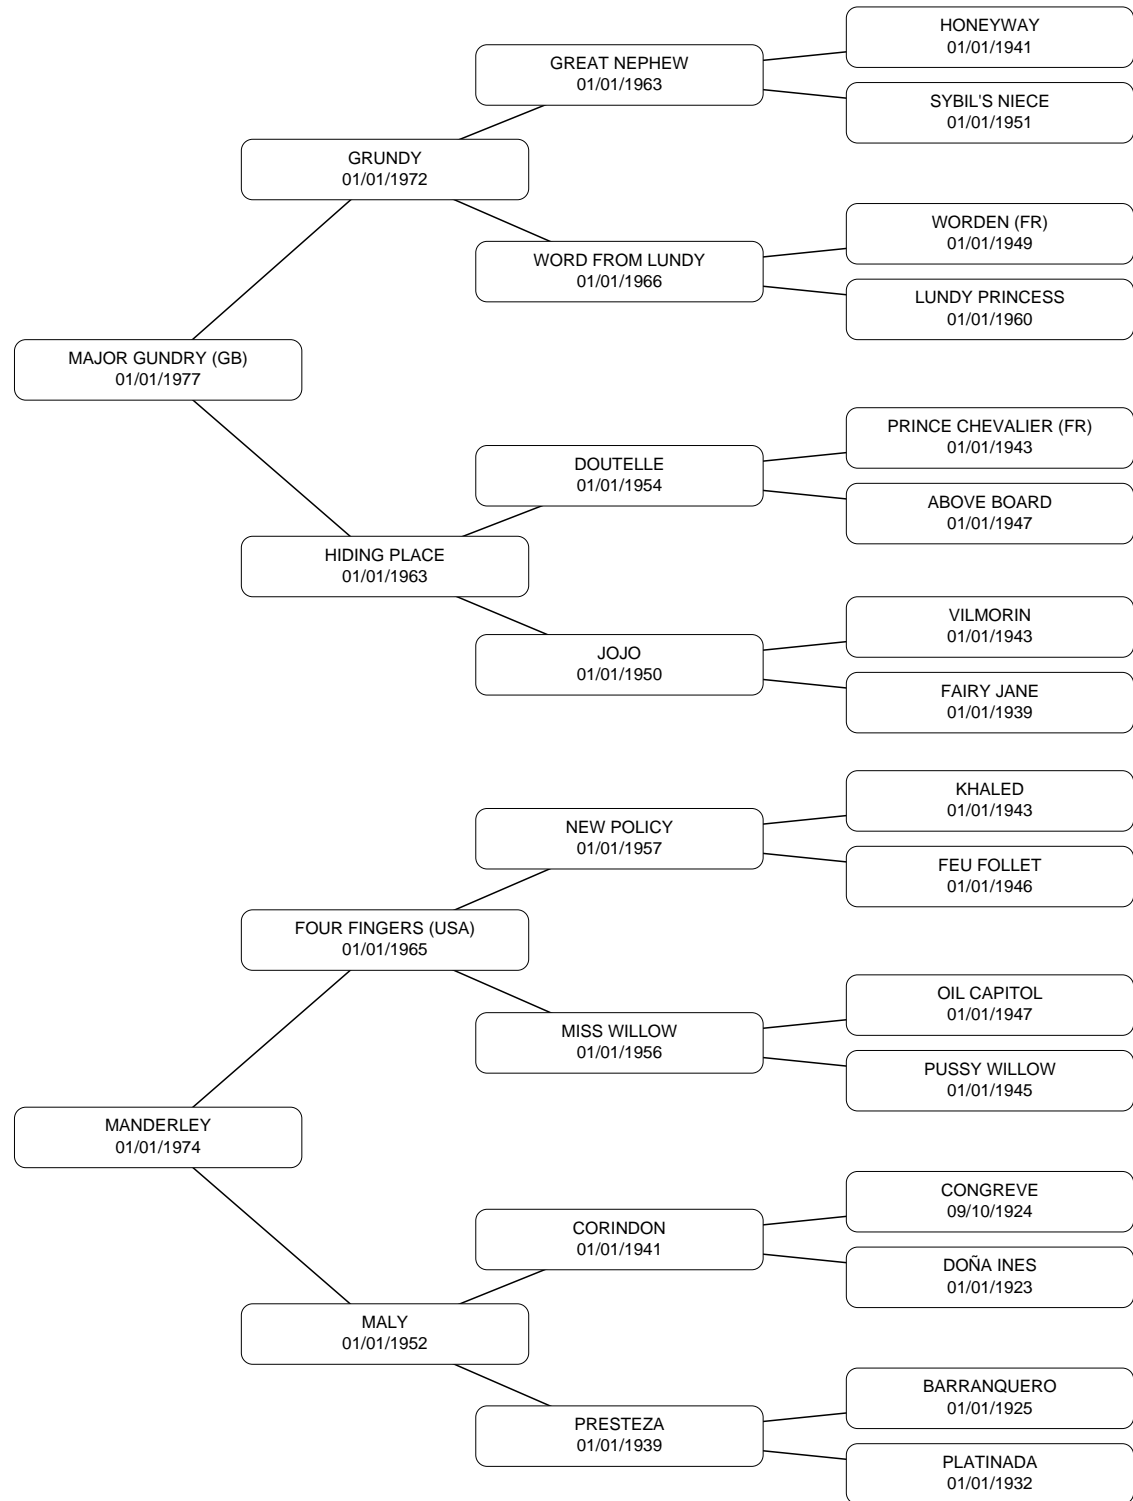 HONEYWAY
01/01/1941
GREAT NEPHEW
01/01/1963
SYBIL'S NIECE
01/01/1951
GRUNDY
01/01/1972
WORDEN (FR)
01/01/1949
WORD FROM LUNDY
01/01/1966
LUNDY PRINCESS
01/01/1960
MAJOR GUNDRY (GB)
01/01/1977
PRINCE CHEVALIER (FR)
01/01/1943
DOUTELLE
01/01/1954
ABOVE BOARD
01/01/1947
HIDING PLACE
01/01/1963
VILMORIN
01/01/1943
JOJO
01/01/1950
FAIRY JANE
01/01/1939
KHALED
01/01/1943
NEW POLICY
01/01/1957
FEU FOLLET
01/01/1946
FOUR FINGERS (USA)
01/01/1965
OIL CAPITOL
01/01/1947
MISS WILLOW
01/01/1956
PUSSY WILLOW
01/01/1945
MANDERLEY
01/01/1974
CONGREVE
09/10/1924
CORINDON
01/01/1941
DOÑA INES
01/01/1923
MALY
01/01/1952
BARRANQUERO
01/01/1925
PRESTEZA
01/01/1939
PLATINADA
01/01/1932